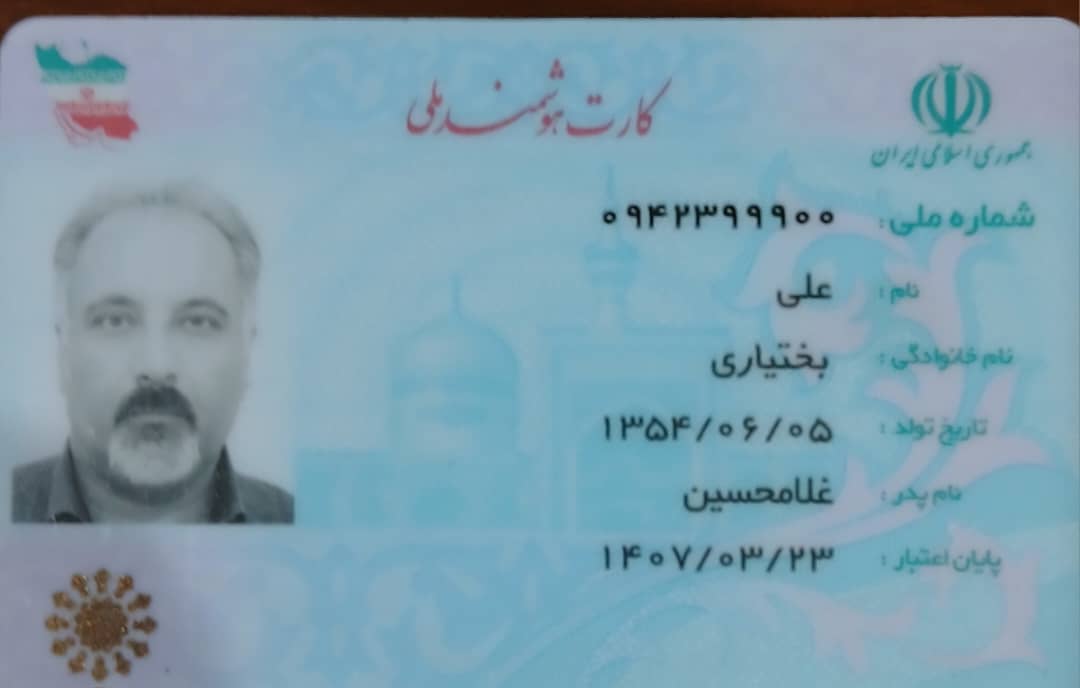 کارت هوشمند ملی
جمهوری اسلامی ایران
شماره ملی: ۰۹۴۲۳۹۹۹۰۰
نام: علی
نام خانوادگی: بختیاری
تاریخ تولد: ۱۳۵۴/۰۶/۰۵
نام پدر: غلامحسین
پایان اعتبار: ۱۴۰۷/۰۳/۲۳